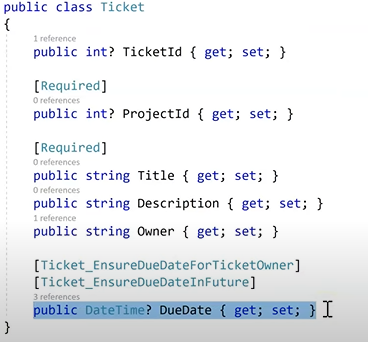 public class Ticket
{
1 reference
public int? TicketId { get; set; }
[Required]
0 references
public int? ProjectId { get; set; }
[Required]
0 references
public string Title { get; set; }
0 references
public string Description { get; set; }
1 reference
public string Owner { get; set; }
[Ticket_EnsureDueDateForTicketOwner]
[Ticket_EnsureDueDateInFuture]
3 references
public DateTime? DueDate { get; set; }
}